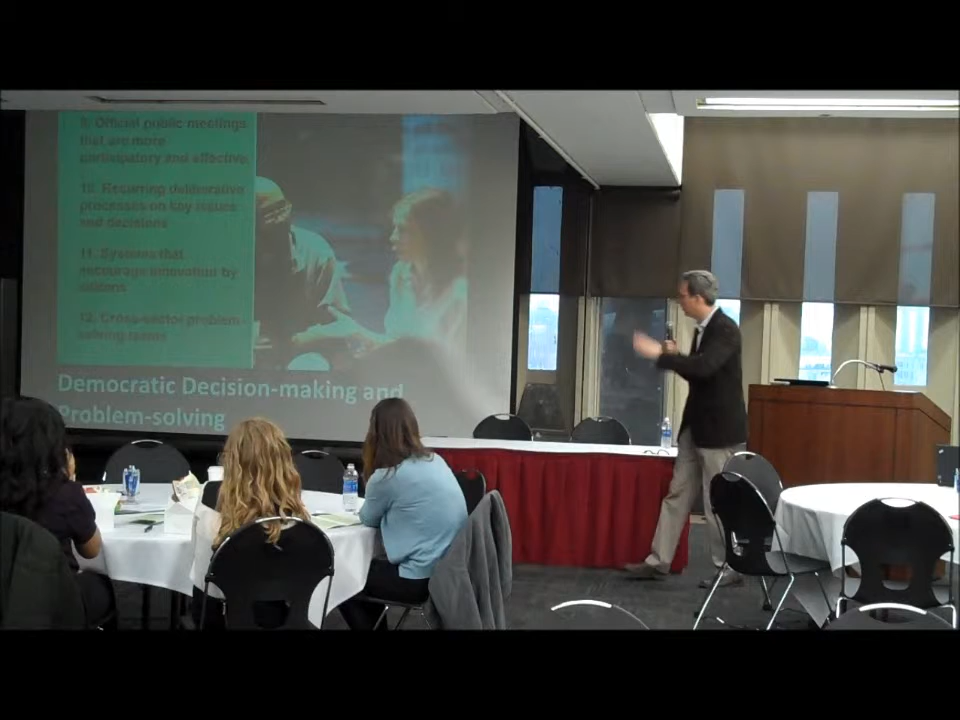 9. Official public meetings
that are more
participatory and effective
10. Recurring deliberative
processes on key issues
and decisions
11. Systems that
encourage innovation by
citizens
12. Cross-sector problem-
solving teams
Democratic Decision-making and
Problem-solving